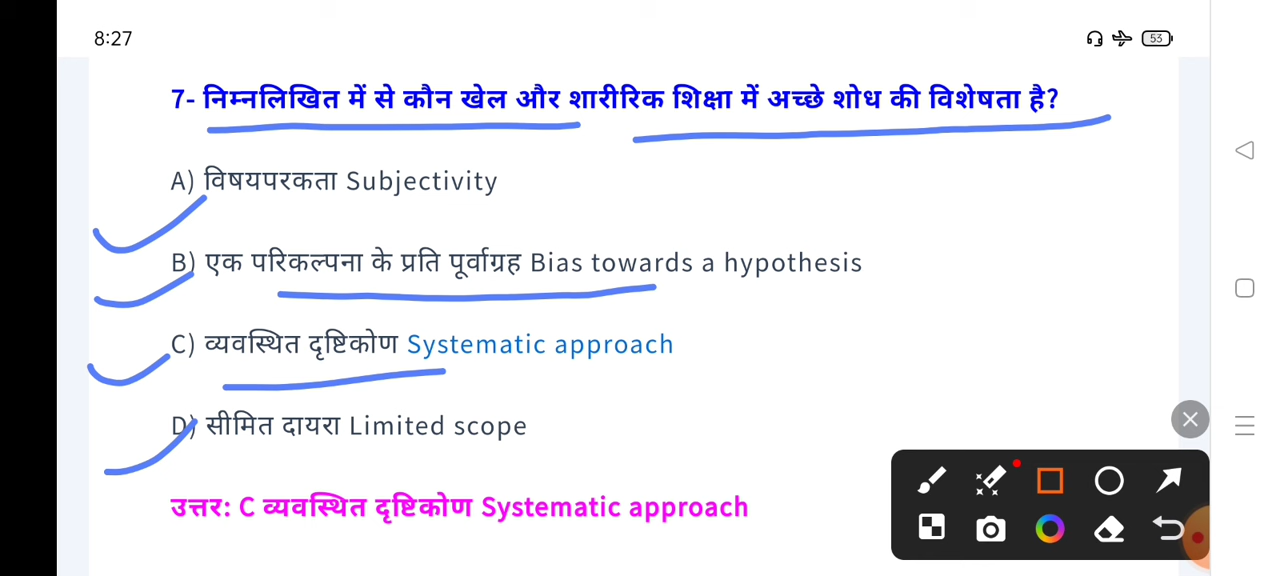 8:27
53
7- निम्नलिखित में से कौन खेल और शारीरिक शिक्षा में अच्छे शोध की विशेषता है?
A) विषयपरकता Subjectivity
B) एक परिकल्पना के प्रति पूर्वाग्रह Bias towards a hypothesis
C) व्यवस्थित दृष्टिकोण Systematic approach
D) सीमित दायरा Limited scope
उत्तर: C व्यवस्थित दृष्टिकोण Systematic approach